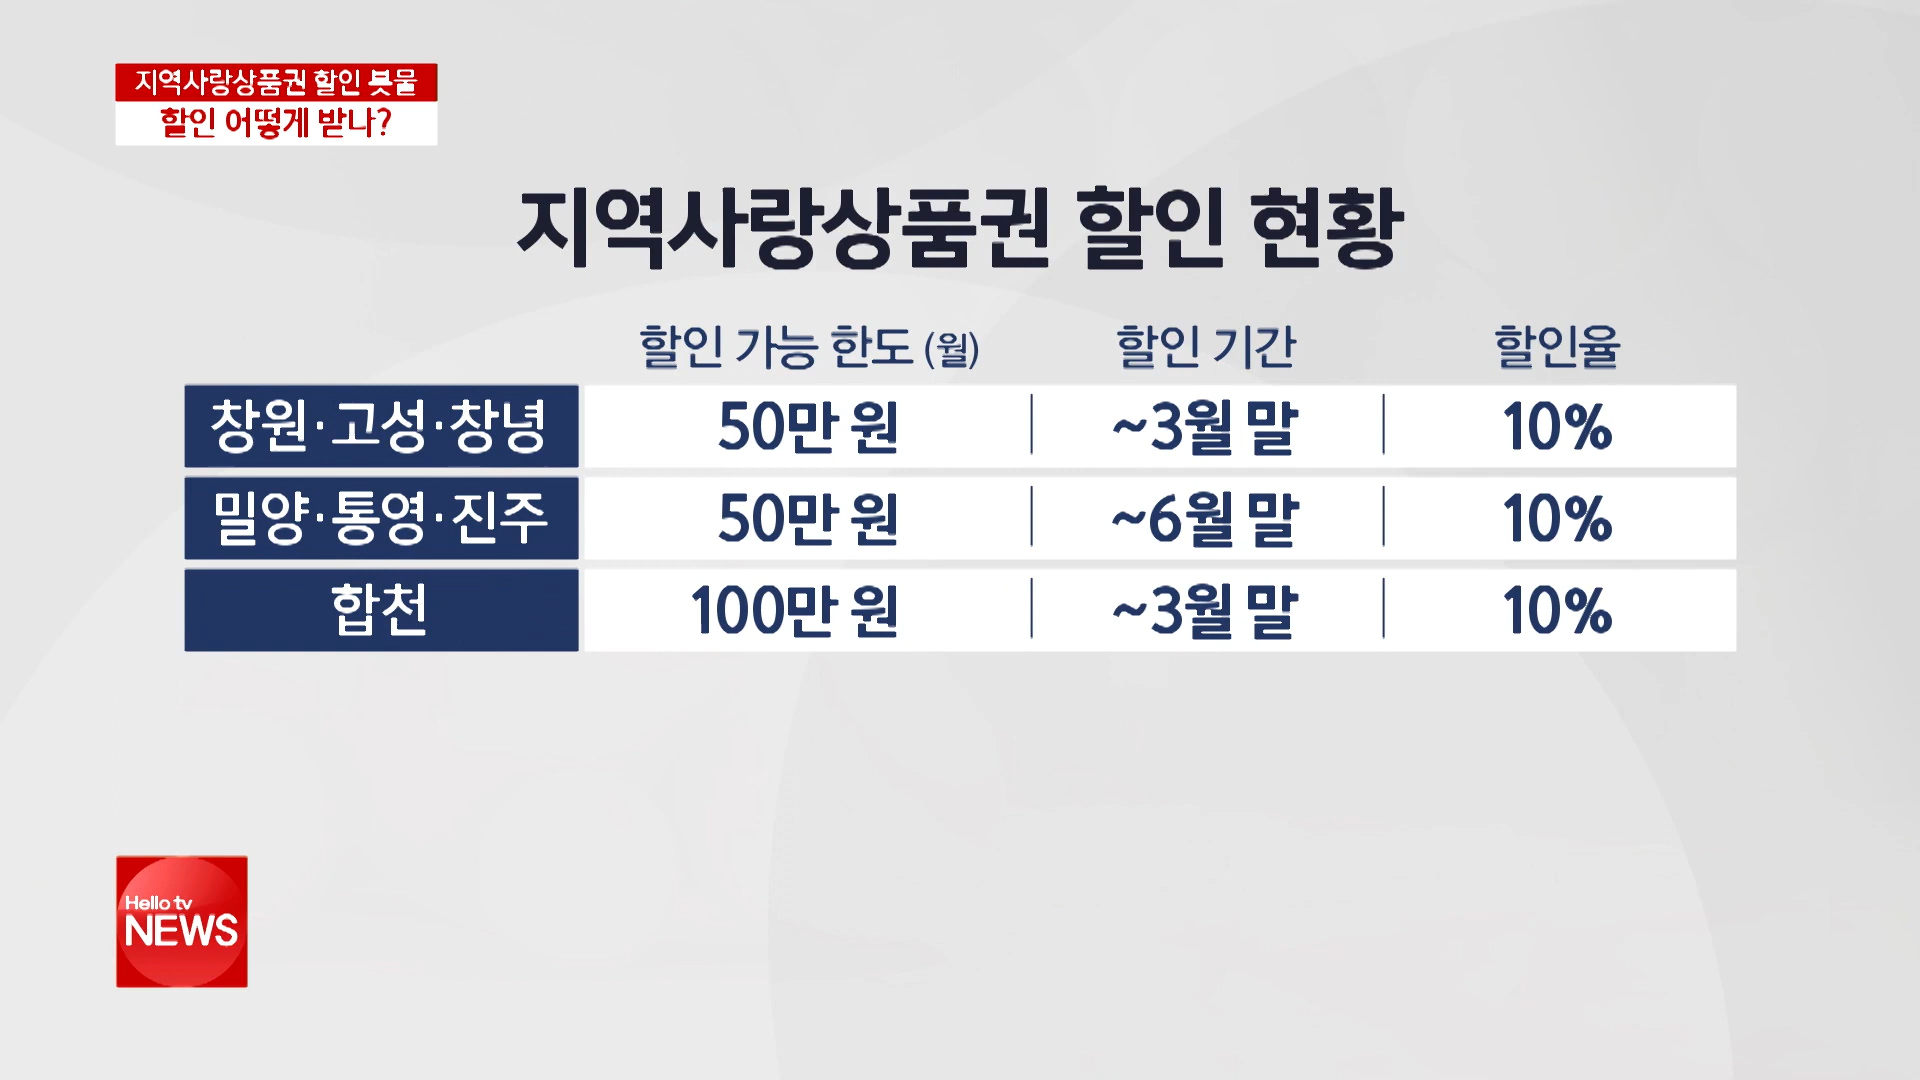 지역사랑상품권 할인 봇물
할인 어떻게 받나?
지역사랑상품권 할인 현황
할인 가능 한도 (월) 할인 기간 할인율
창원·고성·창녕 50만 원 ~3월 말 10%
밀양·통영·진주 50만 원 ~6월 말 10%
합천 100만 원 ~3월 말 10%
Hello tv
NEWS